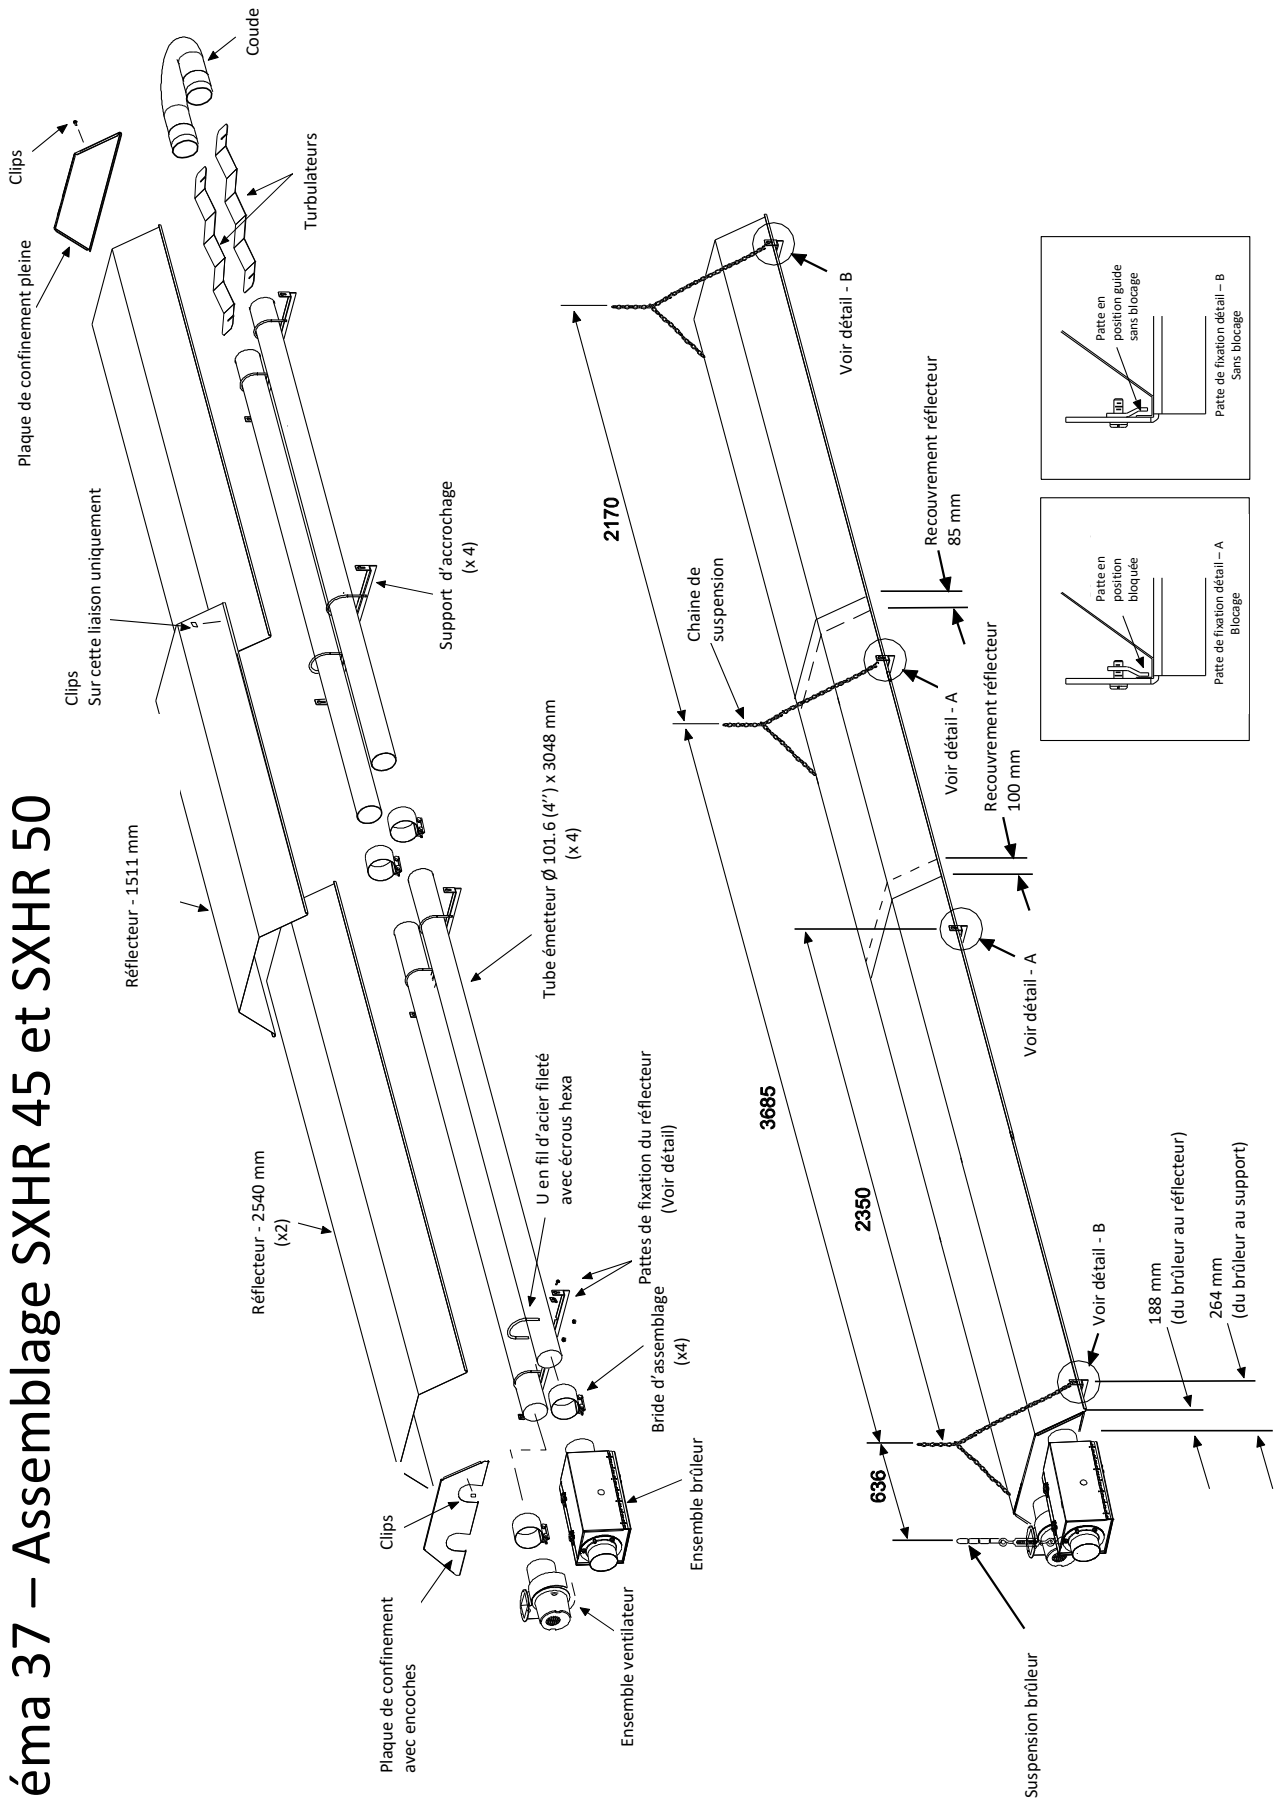 éma 37 – Assemblage SXHR 45 et SXHR 50
Plaque de confinement pleine
Clips
Coude
Turbulateurs
Clips
Sur cette liaison uniquement
Support d'accrochage
(x 4)
Réflecteur - 1511 mm
Tube émetteur Ø 101.6 (4'') x 3048 mm
(x 4)
Réflecteur - 2540 mm
(x2)
U en fil d'acier fileté
avec écrous hexa
Pattes de fixation du réflecteur
(Voir détail)
Bride d'assemblage
(x4)
Clips
Plaque de confinement
avec encoches
Ensemble brûleur
Ensemble ventilateur
2170
Voir détail - B
Chaine de
suspension
Recouvrement réflecteur
85 mm
Voir détail - A
Recouvrement réflecteur
100 mm
Voir détail - A
3685
2350
636
Voir détail - B
188 mm
(du brûleur au réflecteur)
264 mm
(du brûleur au support)
Suspension brûleur
Patte en
position
bloquée
Patte de fixation détail – A
Blocage
Patte en
position guide
sans blocage
Patte de fixation détail – B
Sans blocage